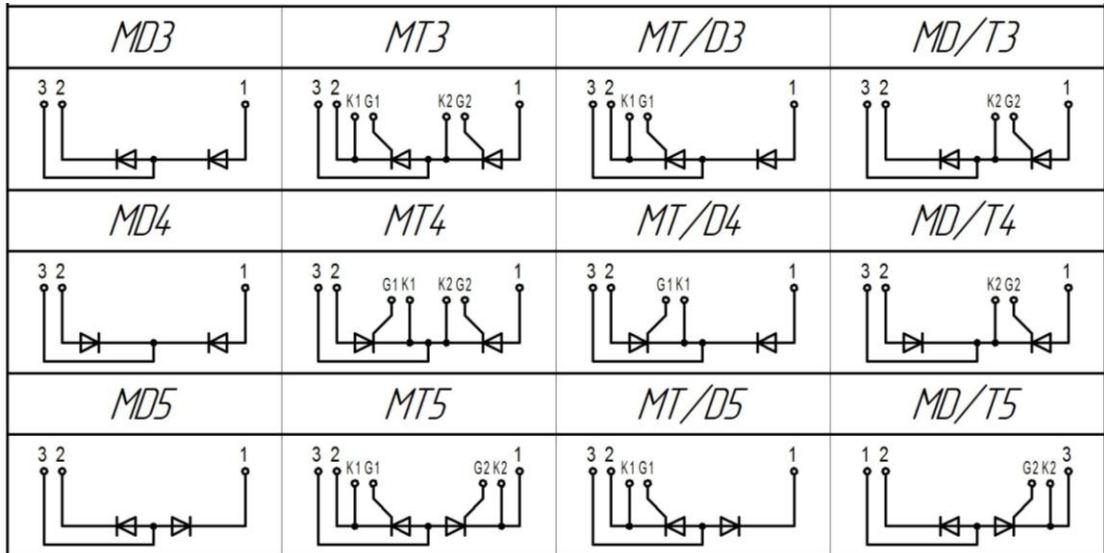 MD3 MT3 MT/D3 MD/T3
3 2 1 3 2 K1 G1 K2 G2 1 3 2 K1 G1 1 3 2 K2 G2 1
MD4 MT4 MT/D4 MD/T4
3 2 1 3 2 G1 K1 K2 G2 1 3 2 G1 K1 1 3 2 K2 G2 1
MD5 MT5 MT/D5 MD/T5
3 2 1 3 2 K1 G1 G2 K2 1 3 2 K1 G1 1 1 2 G2 K2 3